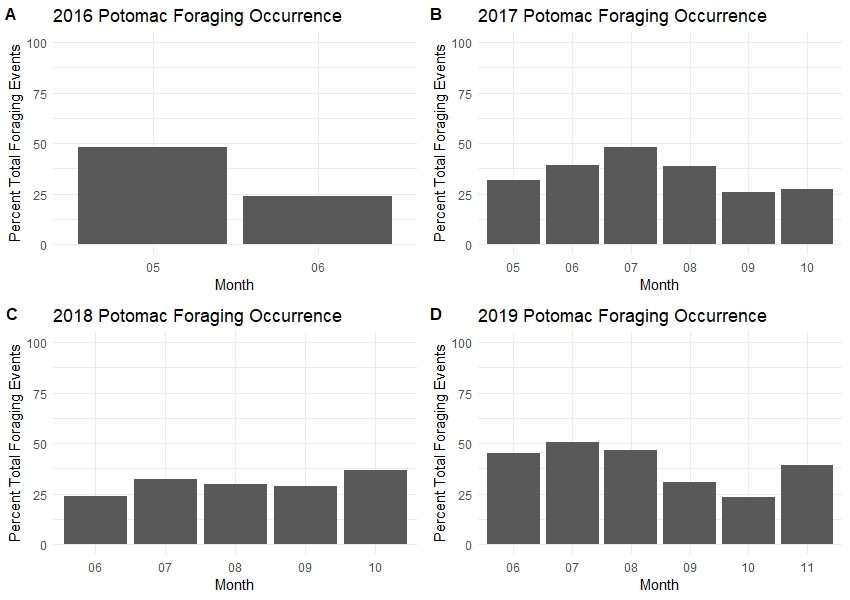 A 2016 Potomac Foraging Occurrence
Percent Total Foraging Events
100
75
50
25
0
05 06
Month
B 2017 Potomac Foraging Occurrence
Percent Total Foraging Events
100
75
50
25
0
05 06 07 08 09 10
Month
C 2018 Potomac Foraging Occurrence
Percent Total Foraging Events
100
75
50
25
0
06 07 08 09 10
Month
D 2019 Potomac Foraging Occurrence
Percent Total Foraging Events
100
75
50
25
0
06 07 08 09 10 11
Month